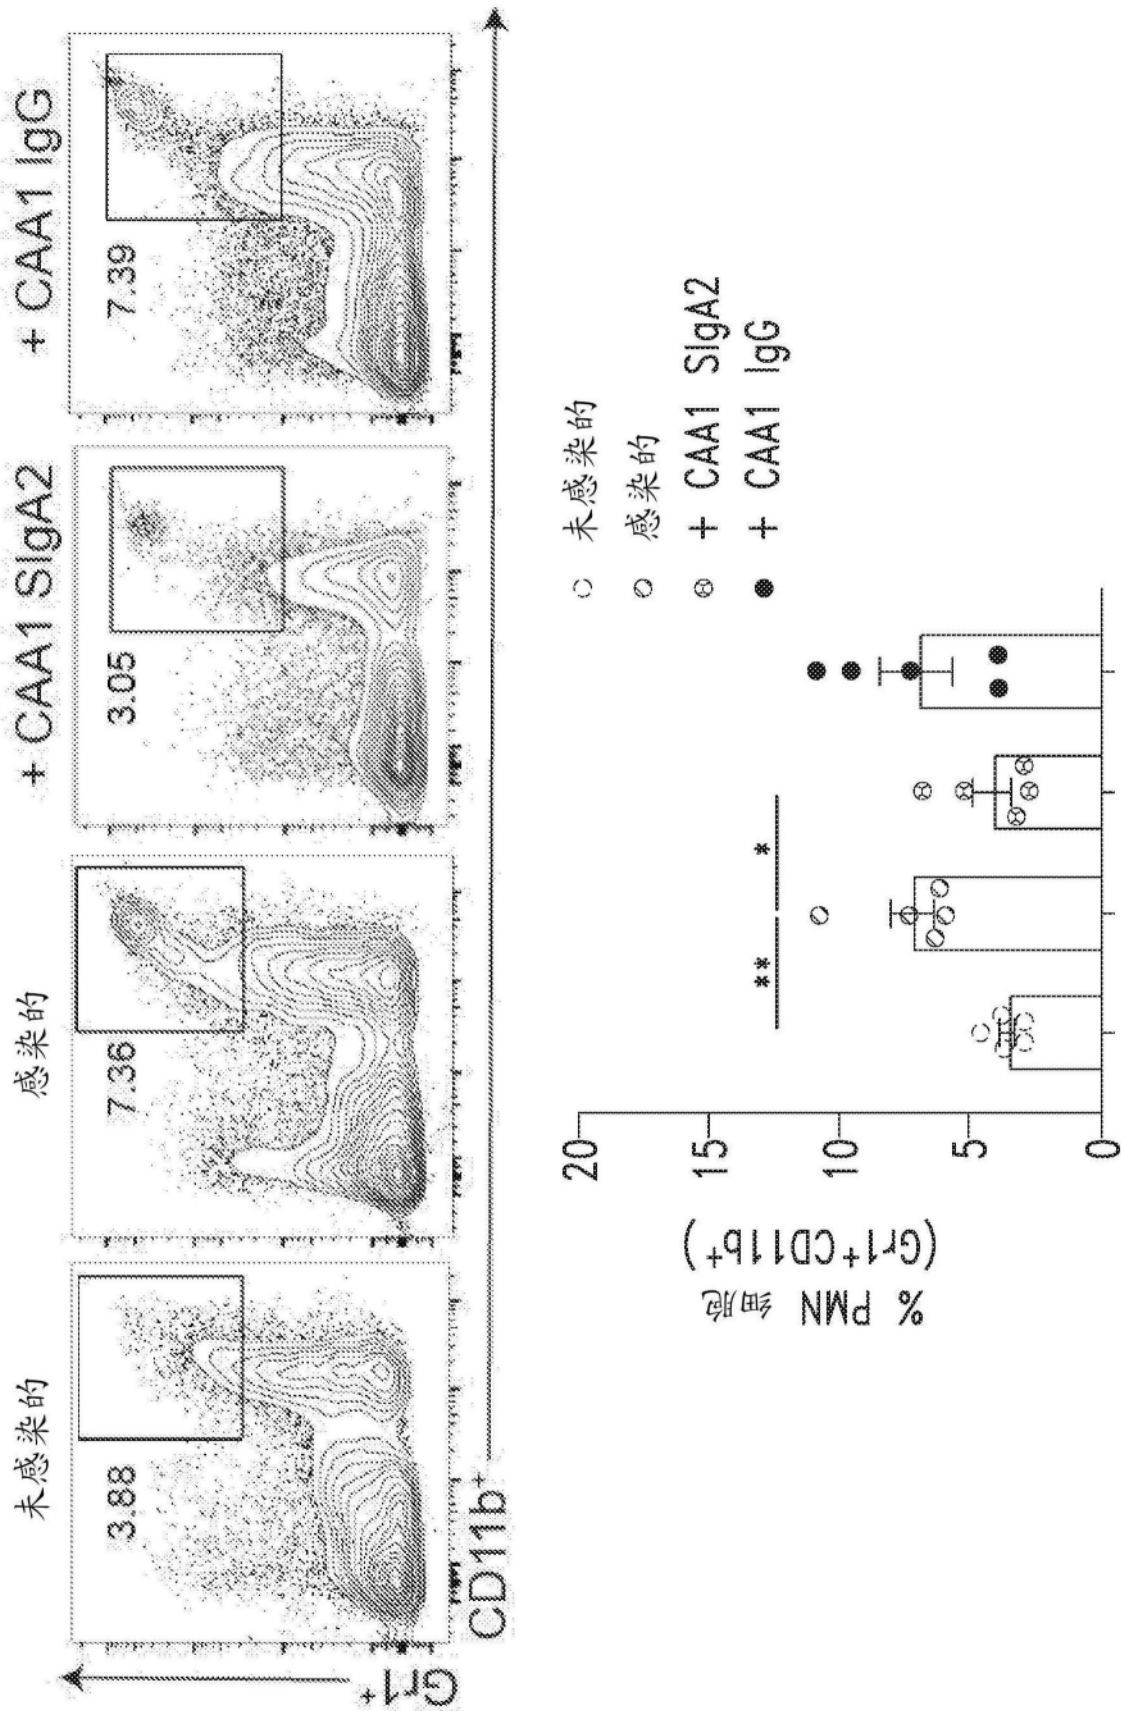 未感染的
感染的
+ CAA1 SIgA2
+ CAA1 IgG
3.88
7.36
3.05
7.39
Gr1+
CD11b+
% PMN 细胞
(Gr1+CD11b+)
20
15
10
5
0
**
*
未感染的
感染的
+ CAA1 SIgA2
+ CAA1 IgG